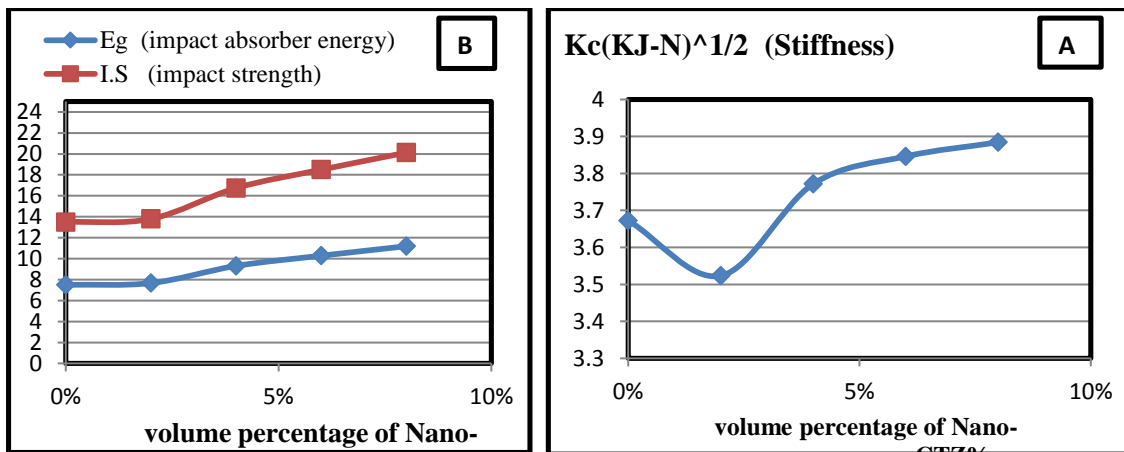 Eg (impact absorber energy)
I.S (impact strength)
B
24
22
20
18
16
14
12
10
8
6
4
2
0
0% 5% 10%
volume percentage of Nano-
Kc(KJ-N)^1/2 (Stiffness)
A
4
3.9
3.8
3.7
3.6
3.5
3.4
3.3
0% 5% 10%
volume percentage of Nano-